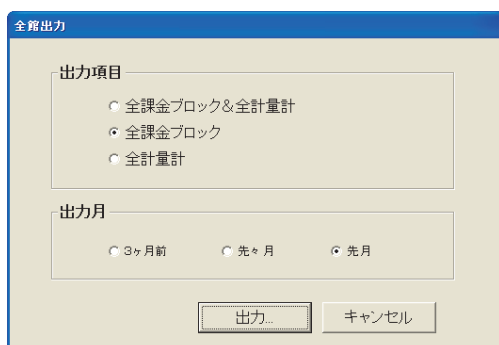 全館出力
出力項目
全課金ブロック&全計量計
全課金ブロック
全計量計
出力月
3ヶ月前 先々月 先月
出力... キャンセル